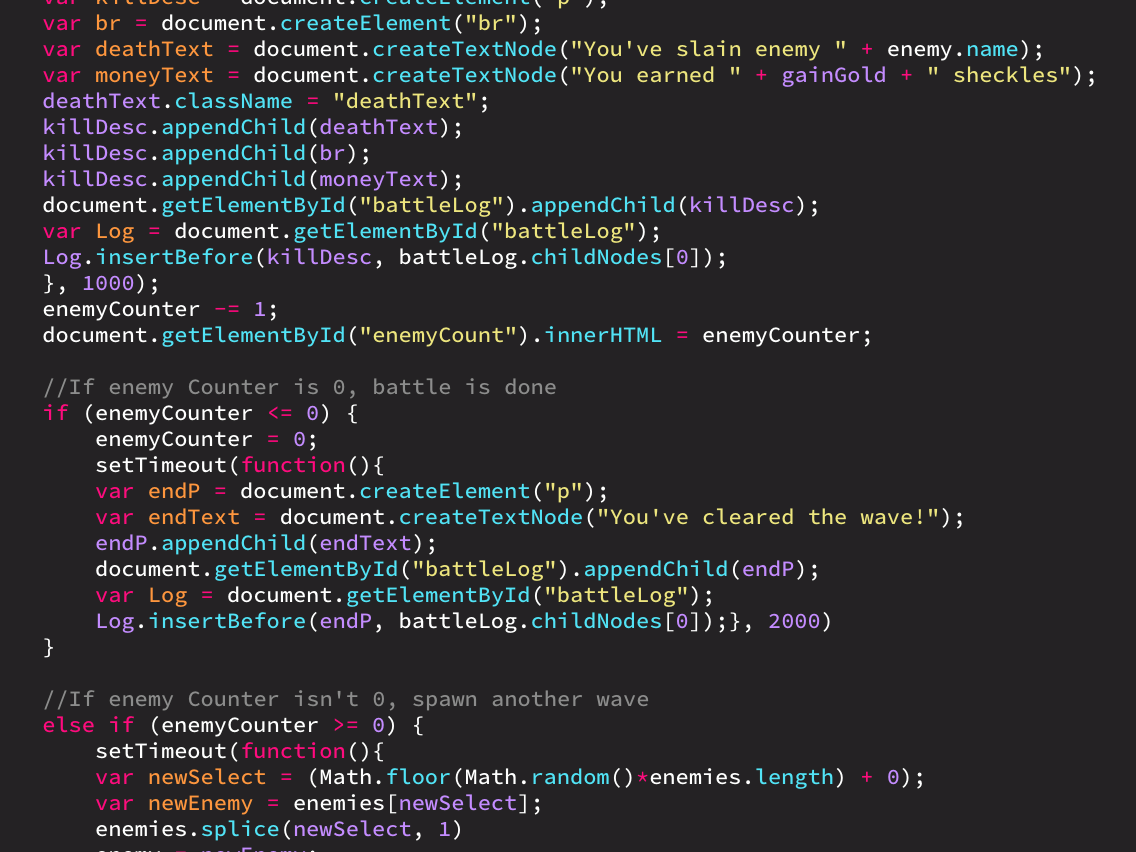 var killDesc = document.createElement("p");
var br = document.createElement("br");
var deathText = document.createTextNode("You've slain enemy " + enemy.name);
var moneyText = document.createTextNode("You earned " + gainGold + " sheckles");
deathText.className = "deathText";
killDesc.appendChild(deathText);
killDesc.appendChild(br);
killDesc.appendChild(moneyText);
document.getElementById("battleLog").appendChild(killDesc);
var Log = document.getElementById("battleLog");
Log.insertBefore(killDesc, battleLog.childNodes[0]);
}, 1000);
enemyCounter -= 1;
document.getElementById("enemyCount").innerHTML = enemyCounter;
//If enemy Counter is 0, battle is done
if (enemyCounter <= 0) {
enemyCounter = 0;
setTimeout(function(){
var endP = document.createElement("p");
var endText = document.createTextNode("You've cleared the wave!");
endP.appendChild(endText);
document.getElementById("battleLog").appendChild(endP);
var Log = document.getElementById("battleLog");
Log.insertBefore(endP, battleLog.childNodes[0]);}, 2000)
}
//If enemy Counter isn't 0, spawn another wave
else if (enemyCounter >= 0) {
setTimeout(function(){
var newSelect = (Math.floor(Math.random()*enemies.length) + 0);
var newEnemy = enemies[newSelect];
enemies.splice(newSelect, 1)